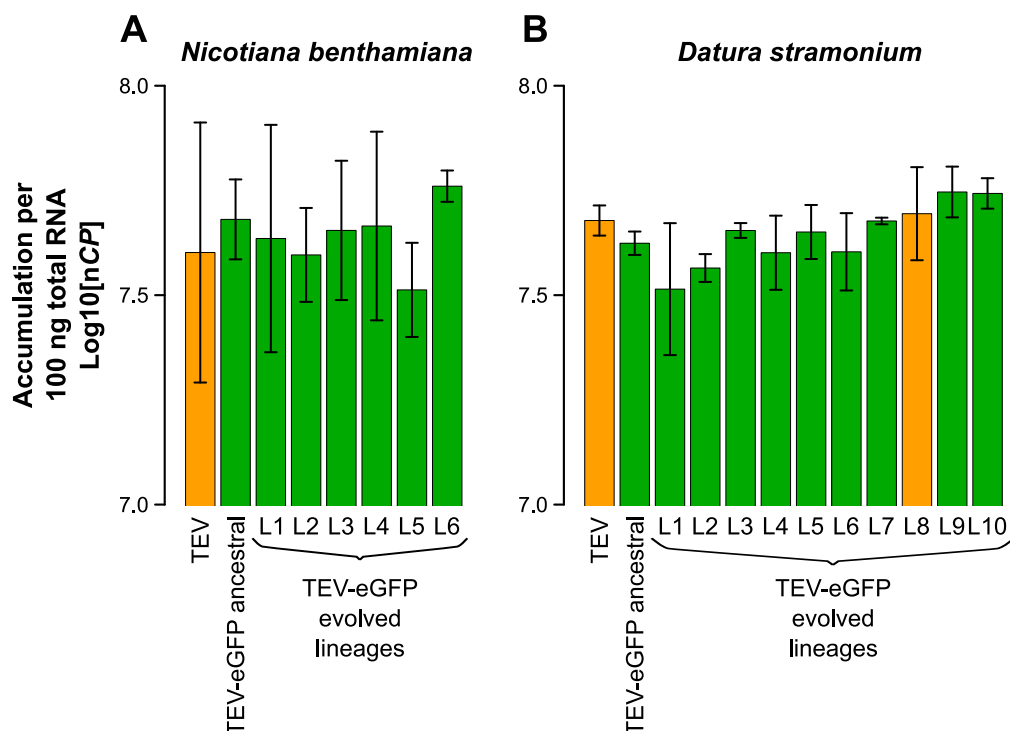 A
Nicotiana benthamiana
B
Datura stramonium
Accumulation per
100 ng total RNA
Log10[nCP]
8.0
7.5
7.0
TEV
TEV-eGFP ancestral
L1 L2 L3 L4 L5 L6
TEV-eGFP
evolved
lineages
8.0
7.5
7.0
TEV
TEV-eGFP ancestral
L1 L2 L3 L4 L5 L6 L7 L8 L9 L10
TEV-eGFP
evolved
lineages